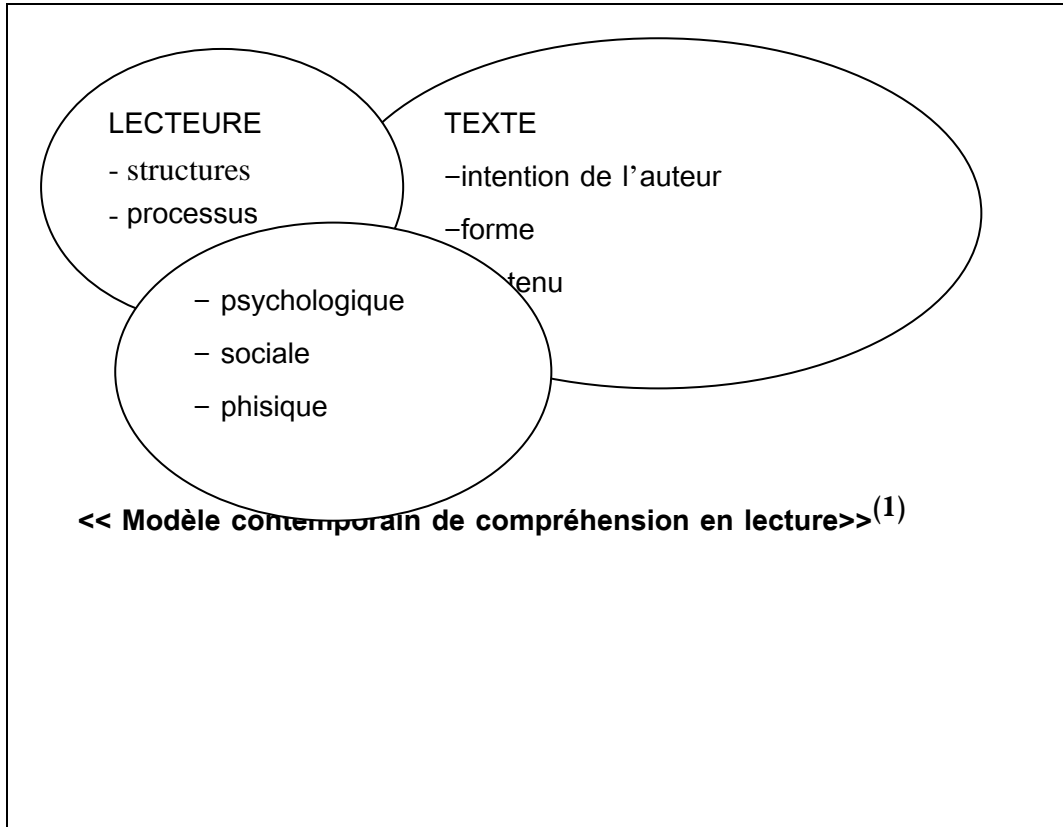 LECTEURE
- structures
- processus
TEXTE
–intention de l’auteur
–forme
tenu
– psychologique
– sociale
– phisique
<< Modèle contemporain de compréhension en lecture>>(1)